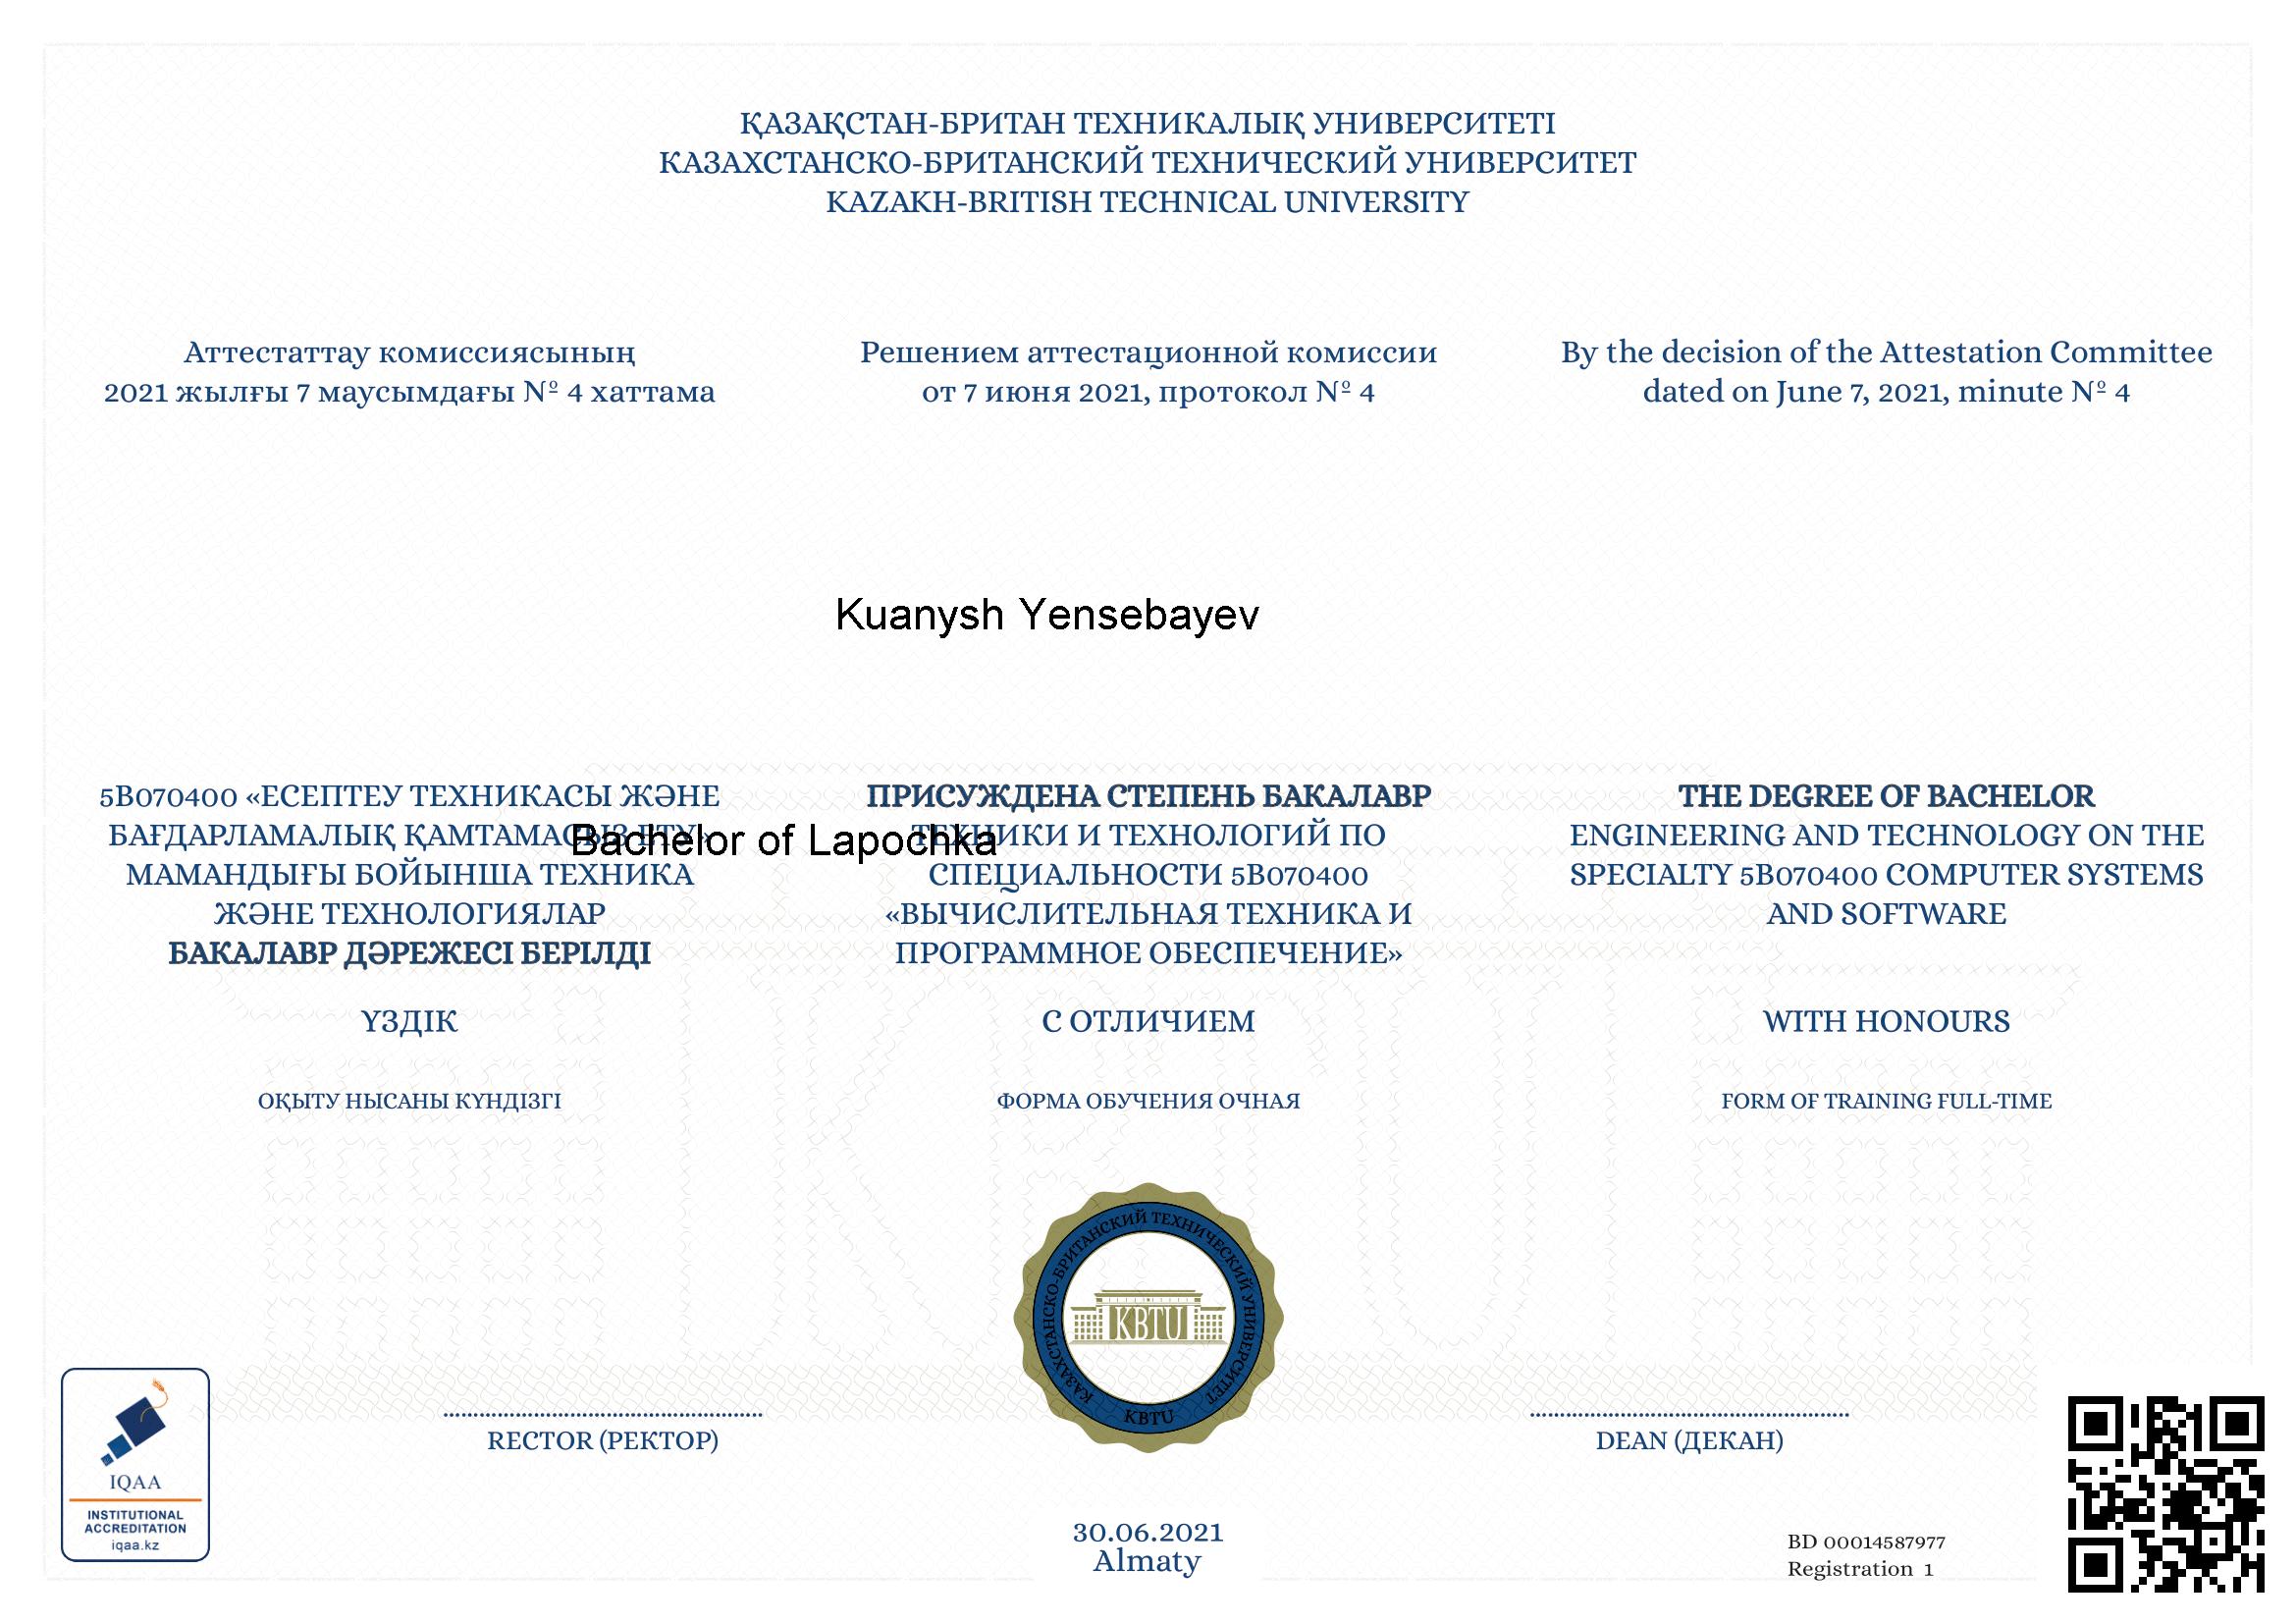 ҚАЗАҚСТАН-БРИТАН ТЕХНИКАЛЫҚ УНИВЕРСИТЕТІ
КАЗАХСТАНСКО-БРИТАНСКИЙ ТЕХНИЧЕСКИЙ УНИВЕРСИТЕТ
KAZAKH-BRITISH TECHNICAL UNIVERSITY
Аттестаттау комиссиясының
2021 жылғы 7 маусымдағы № 4 хаттама
Решением аттестационной комиссии
от 7 июня 2021, протокол № 4
By the decision of the Attestation Committee
dated on June 7, 2021, minute № 4
Kuanysh Yensebayev
5В070400 «ЕСЕПТЕУ ТЕХНИКАСЫ ЖӘНЕ
БАҒДАРЛАМАЛЫҚ ҚАМТАМАСЫЗ ЕТУ»
МАМАНДЫҒЫ БОЙЫНША ТЕХНИКА
ЖӘНЕ ТЕХНОЛОГИЯЛАР
БАКАЛАВР ДӘРЕЖЕСІ БЕРІЛДІ
Bachelor of Lapochka
ПРИСУЖДЕНА СТЕПЕНЬ БАКАЛАВР
ТЕХНИКИ И ТЕХНОЛОГИЙ ПО
СПЕЦИАЛЬНОСТИ 5В070400
«ВЫЧИСЛИТЕЛЬНАЯ ТЕХНИКА И
ПРОГРАММНОЕ ОБЕСПЕЧЕНИЕ»
THE DEGREE OF BACHELOR
ENGINEERING AND TECHNOLOGY ON THE
SPECIALTY 5B070400 COMPUTER SYSTEMS
AND SOFTWARE
ҮЗДІК
С ОТЛИЧИЕМ
WITH HONOURS
ОҚЫТУ НЫСАНЫ КҮНДІЗГІ
ФОРМА ОБУЧЕНИЯ ОЧНАЯ
FORM OF TRAINING FULL-TIME
КАЗАХСТАНСКО-БРИТАНСКИЙ ТЕХНИЧЕСКИЙ УНИВЕРСИТЕТ
KBTU
KBTU
IQAA
INSTITUTIONAL
ACCREDITATION
iqaa.kz
RECTOR (РЕКТОР)
DEAN (ДЕКАН)
30.06.2021
Almaty
BD 00014587977
Registration 1